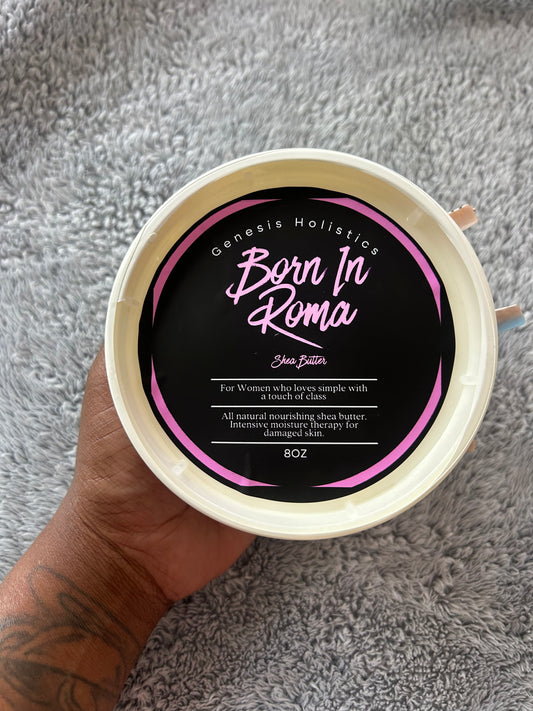 Genesis Holistics
Born In
Roma
Shea Butter
For Women who loves simple with
a touch of class
All natural nourishing shea butter.
Intensive moisture therapy for
damaged skin.
8OZ